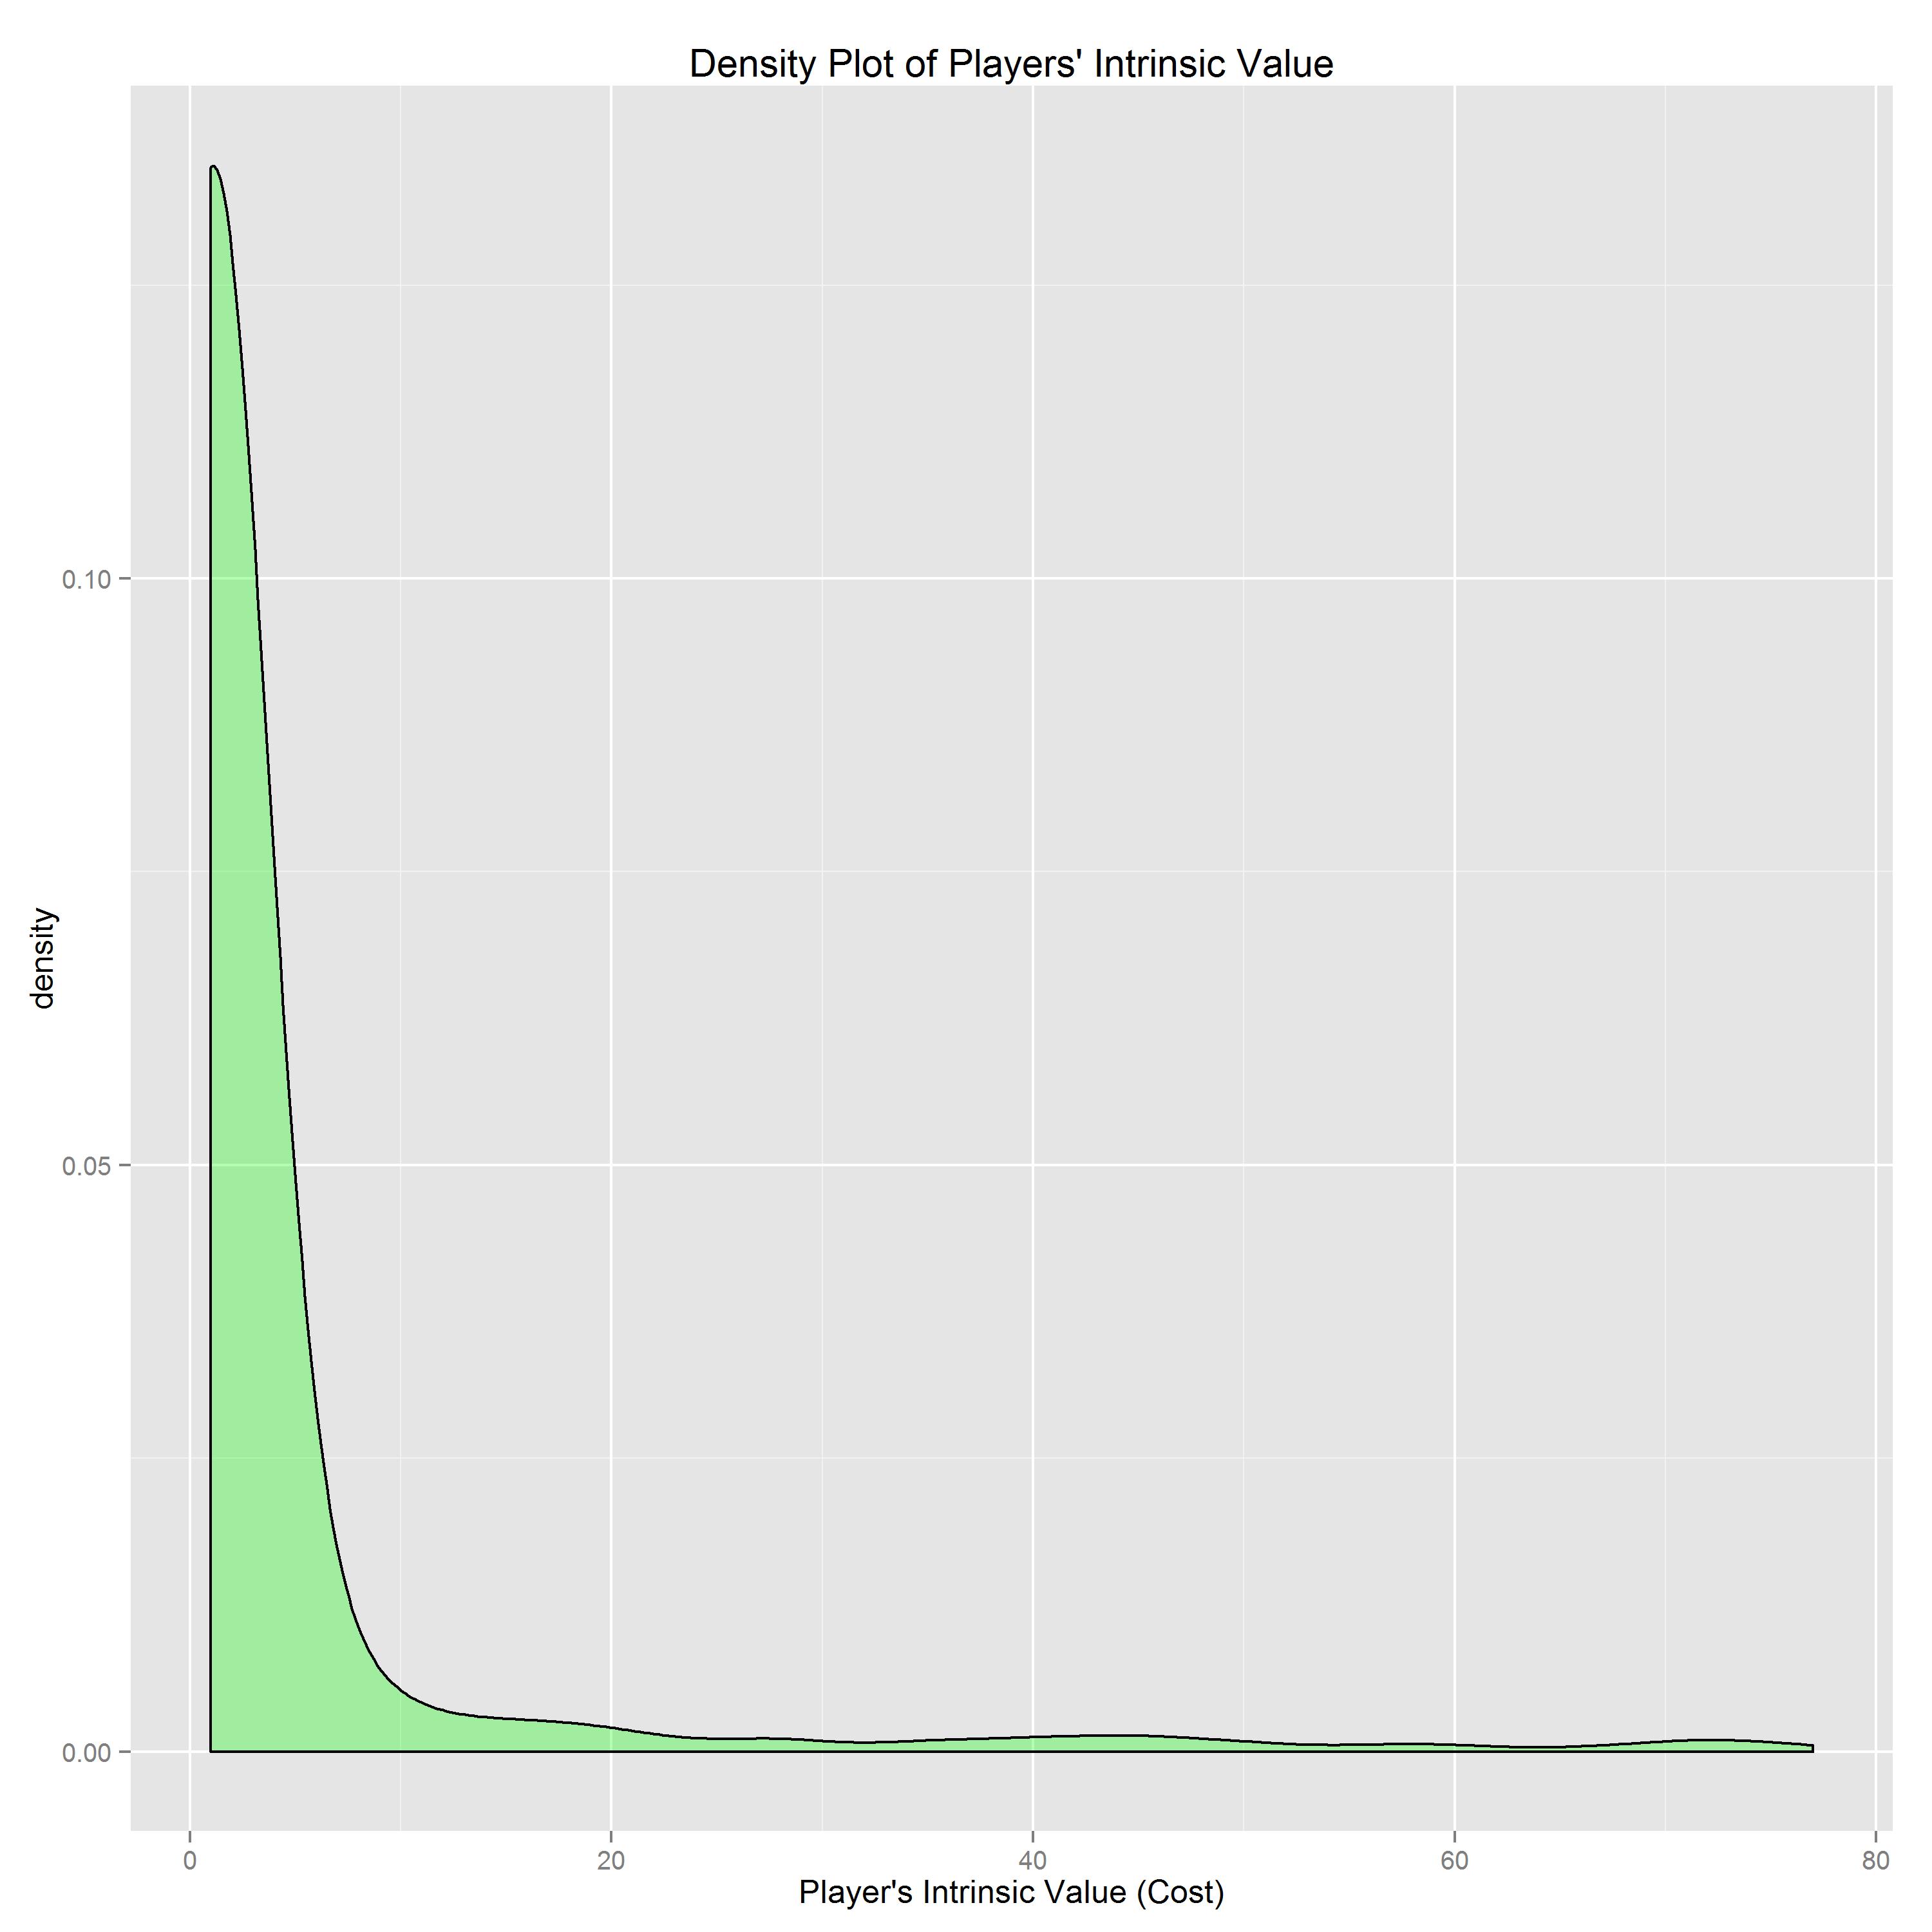 Density Plot of Players' Intrinsic Value
density
0.10
0.05
0.00
0 20 40 60 80
Player's Intrinsic Value (Cost)